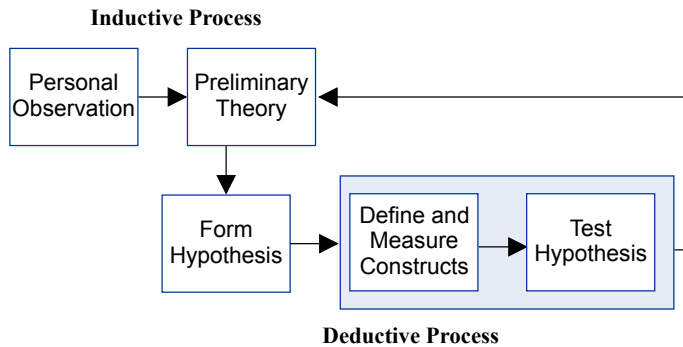 Inductive Process
Personal
Observation
Preliminary
Theory
Form
Hypothesis
Define and
Measure
Constructs
Test
Hypothesis
Deductive Process